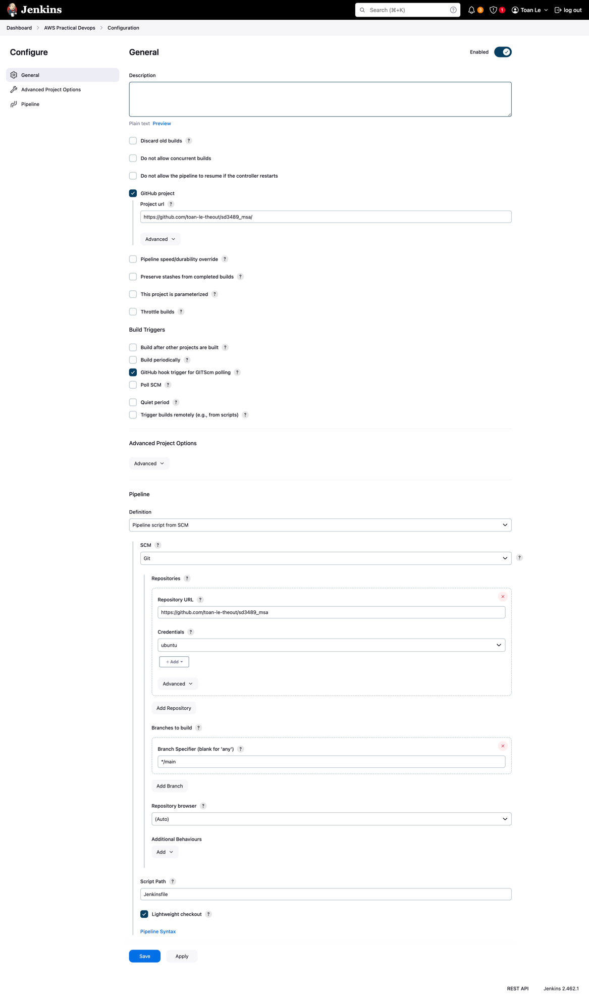 Jenkins
Search (⌘+K)
?
3
1
Toan Le
log out
Dashboard
AWS Practical Devops
Configuration
Configure
General
Advanced Project Options
Pipeline
General
Enabled
Description
Plain text Preview
Discard old builds ?
Do not allow concurrent builds
Do not allow the pipeline to resume if the controller restarts
GitHub project
Project url ?
https://github.com/toan-le-theout/sd3489_msa/
Advanced
Pipeline speed/durability override ?
Preserve stashes from completed builds ?
This project is parameterized ?
Throttle builds ?
Build Triggers
Build after other projects are built ?
Build periodically ?
GitHub hook trigger for GITScm polling ?
Poll SCM ?
Quiet period ?
Trigger builds remotely (e.g., from scripts) ?
Advanced Project Options
Advanced
Pipeline
Definition
Pipeline script from SCM
SCM ?
Git
?
Repositories ?
Repository URL ?
https://github.com/toan-le-theout/sd3489_msa
Credentials ?
ubuntu
+ Add
Advanced
Add Repository
Branches to build ?
Branch Specifier (blank for 'any') ?
*/main
Add Branch
Repository browser ?
(Auto)
Additional Behaviours
Add
Script Path ?
Jenkinsfile
Lightweight checkout ?
Pipeline Syntax
Save
Apply
REST API
Jenkins 2.462.1